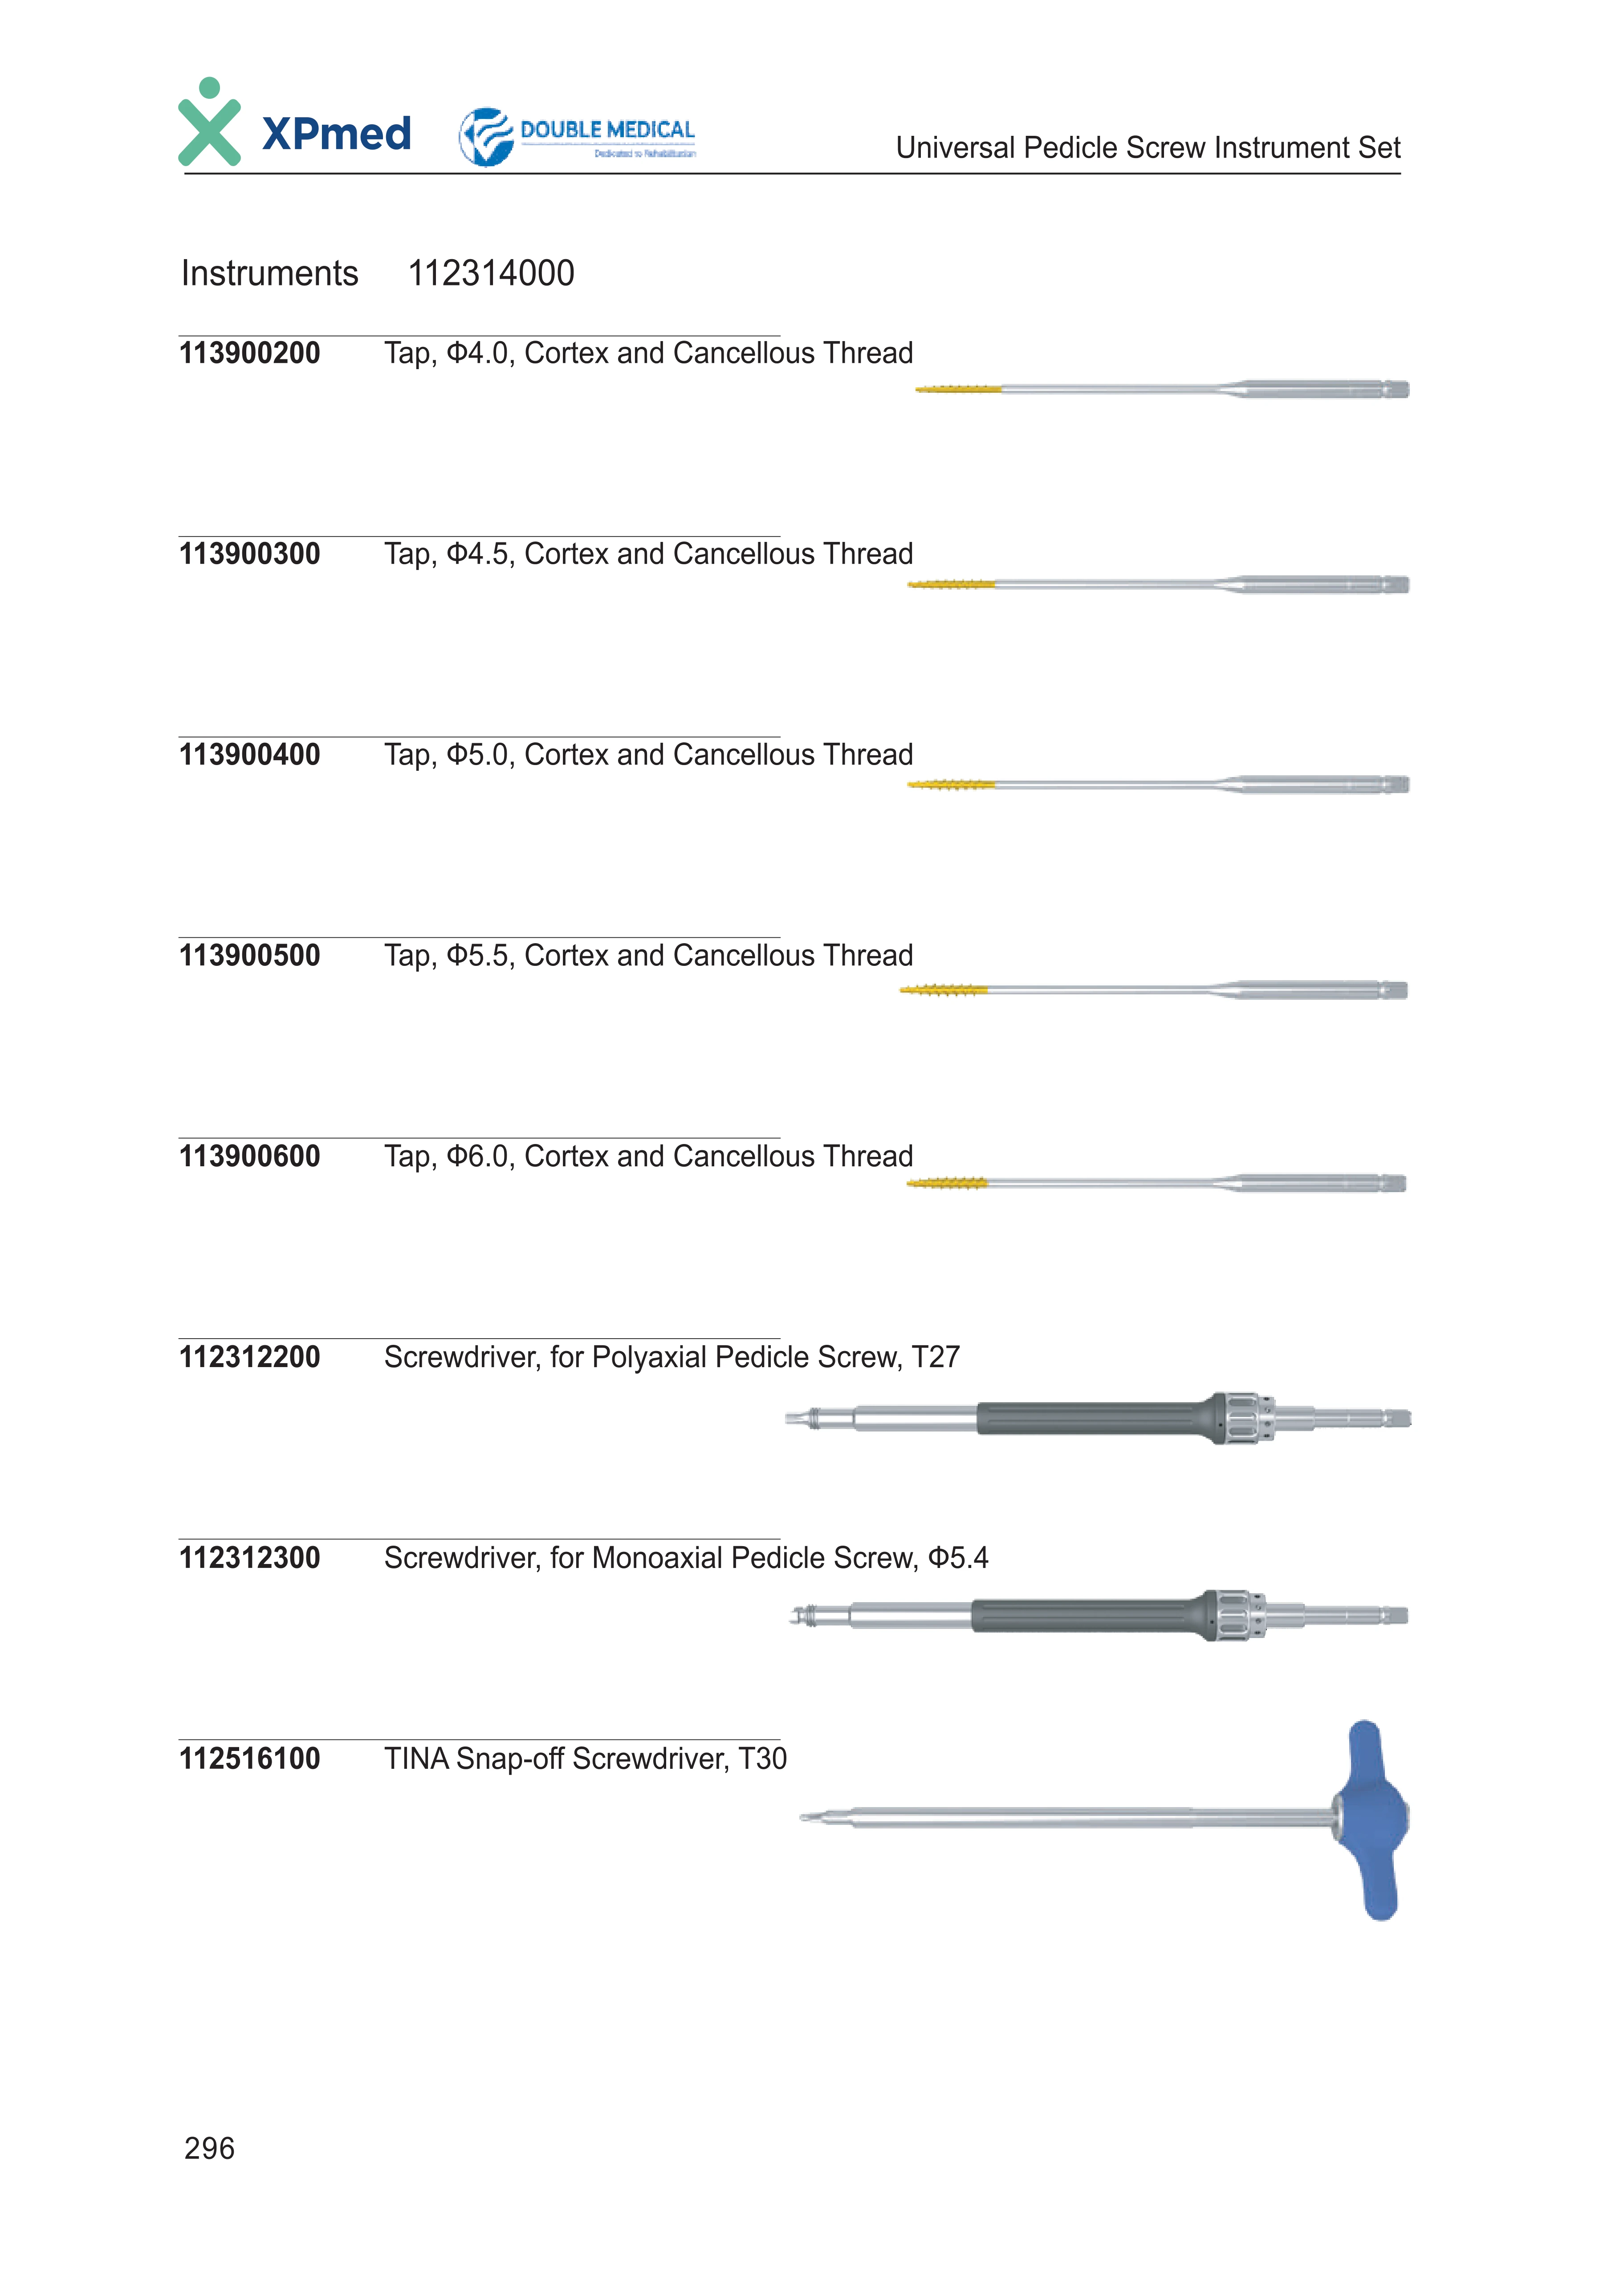 XPmed
DOUBLE MEDICAL
Dedicated to Rehabilitation
Universal Pedicle Screw Instrument Set
Instruments 112314000
113900200 Tap, Φ4.0, Cortex and Cancellous Thread
113900300 Tap, Φ4.5, Cortex and Cancellous Thread
113900400 Tap, Φ5.0, Cortex and Cancellous Thread
113900500 Tap, Φ5.5, Cortex and Cancellous Thread
113900600 Tap, Φ6.0, Cortex and Cancellous Thread
112312200 Screwdriver, for Polyaxial Pedicle Screw, T27
112312300 Screwdriver, for Monoaxial Pedicle Screw, Φ5.4
112516100 TINA Snap-off Screwdriver, T30
296